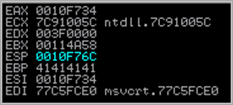 EAX 0010F734
ECX 7C91005C ntdll.7C91005C
EDX 003F0000
EBX 00114A58
ESP 0010F76C
EBP 41414141
ESI 0010F734
EDI 77C5FCE0 msvcrt.77C5FCE0